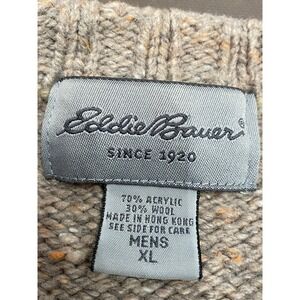 Eddie Bauer®
SINCE 1920
70% ACRYLIC
30% WOOL
MADE IN HONG KONG
SEE SIDE FOR CARE
MENS
XL